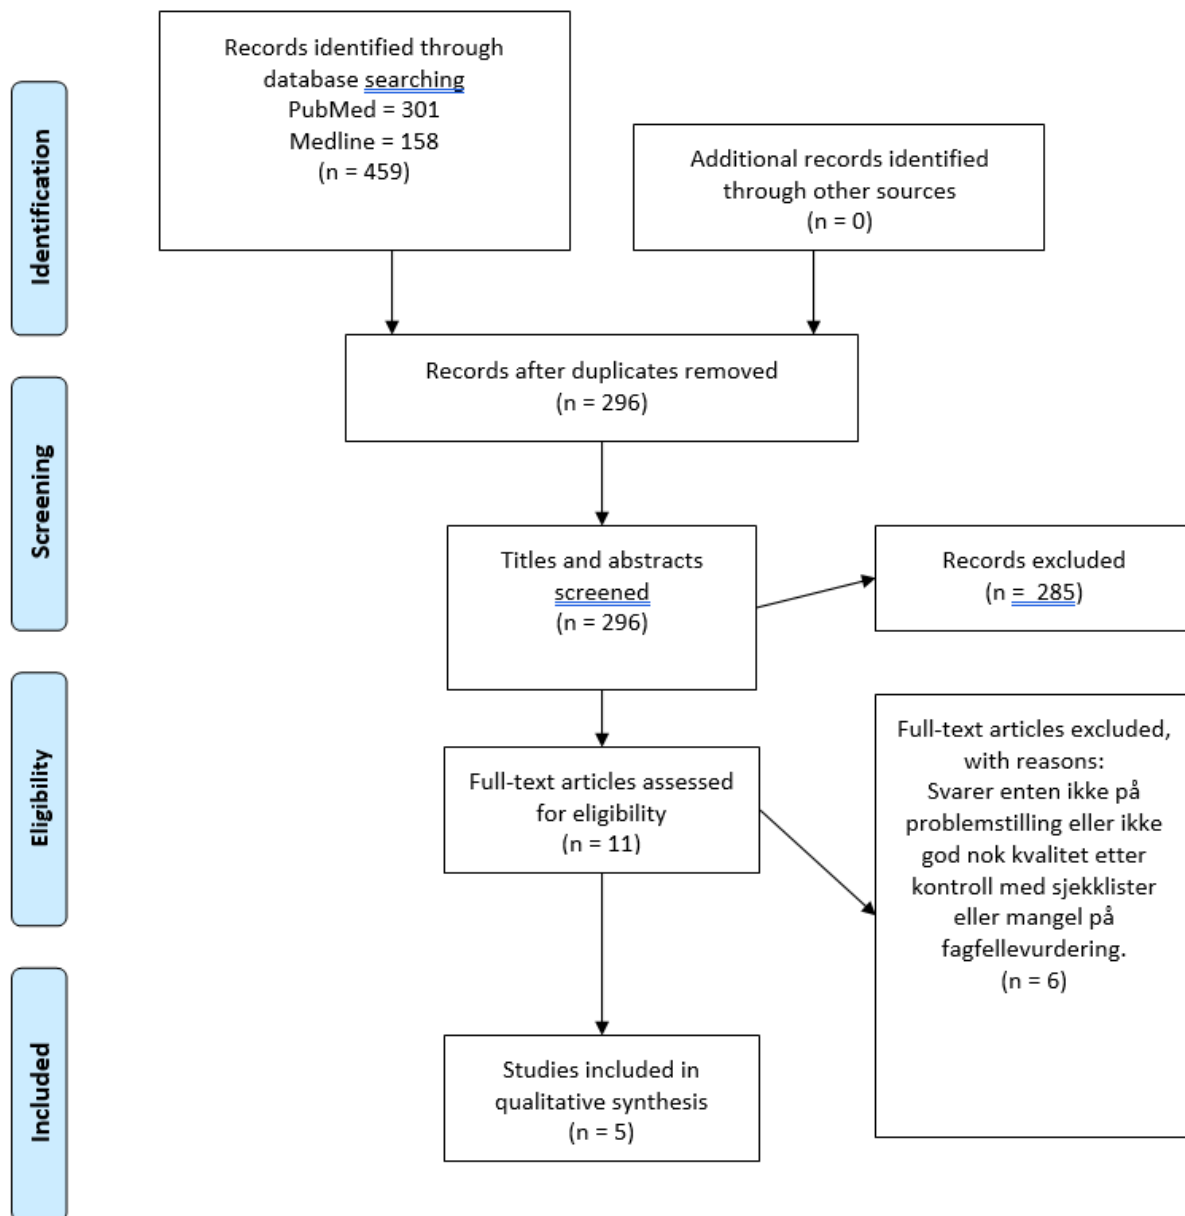 Identification
Records identified through
database searching
PubMed = 301
Medline = 158
(n = 459)
Additional records identified
through other sources
(n = 0)
Records after duplicates removed
(n = 296)
Screening
Titles and abstracts
screened
(n = 296)
Records excluded
(n =  285)
Eligibility
Full-text articles assessed
for eligibility
(n = 11)
Full-text articles excluded,
with reasons:
Svarer enten ikke på
problemstilling eller ikke
god nok kvalitet etter
kontroll med sjekklister
eller mangel på
fagfellevurdering.
(n = 6)
Included
Studies included in
qualitative synthesis
(n = 5)